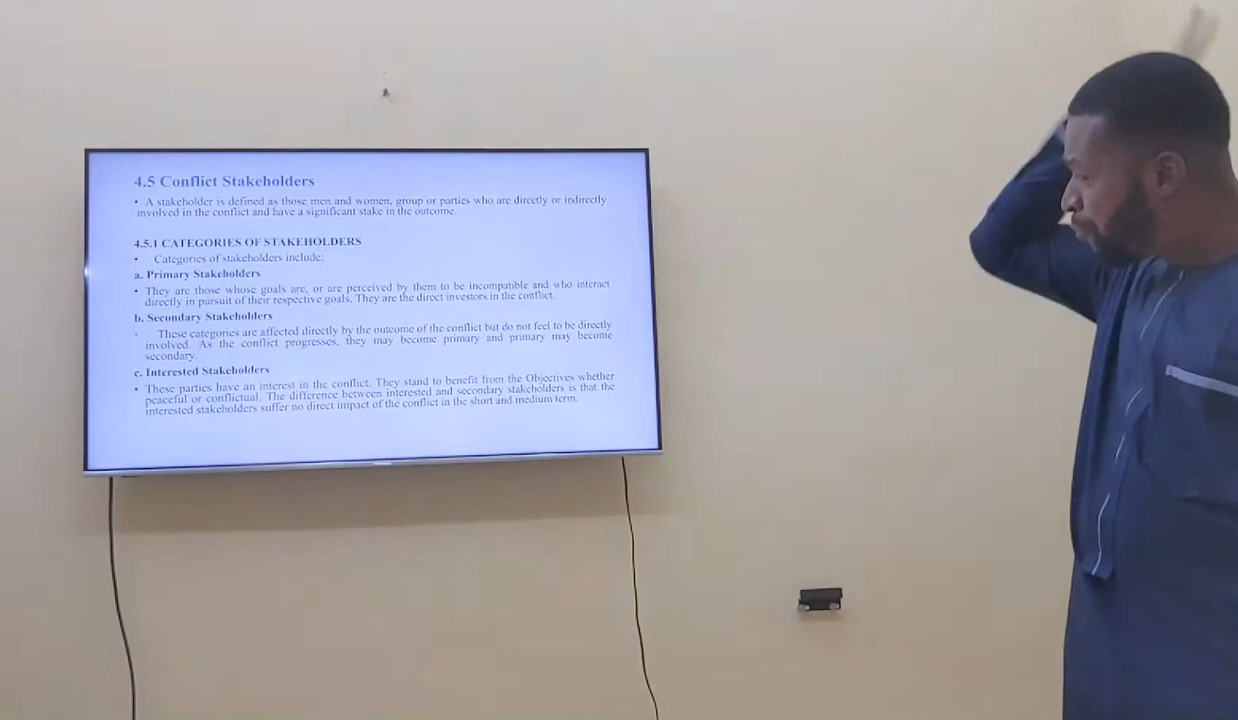 4.5 Conflict Stakeholders
• A stakeholder is defined as those men and women, group or parties who are directly or indirectly
involved in the conflict and have a significant stake in the outcome.
4.5.1 CATEGORIES OF STAKEHOLDERS
• Categories of stakeholders include:
a. Primary Stakeholders
• They are those whose goals are, or are perceived by them to be incompatible and who interact
directly in pursuit of their respective goals. They are the direct investors in the conflict.
b. Secondary Stakeholders
• These categories are affected directly by the outcome of the conflict but do not feel to be directly
involved. As the conflict progresses, they may become primary and primary may become
secondary.
c. Interested Stakeholders
• These parties have an interest in the conflict. They stand to benefit from the Objectives whether
peaceful or conflictual. The difference between interested and secondary stakeholders is that the
interested stakeholders suffer no direct impact of the conflict in the short and medium term.